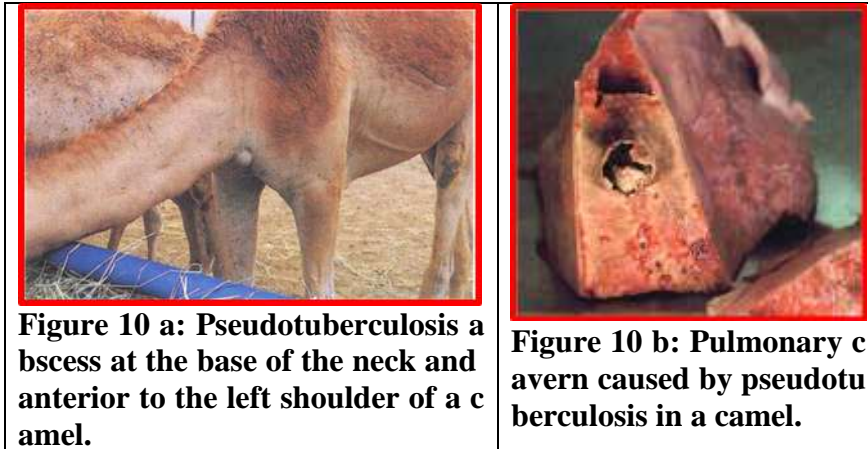 Figure 10 a: Pseudotuberculosis a
bscess at the base of the neck and
anterior to the left shoulder of a c
amel.
Figure 10 b: Pulmonary c
avern caused by pseudotu
berculosis in a camel.